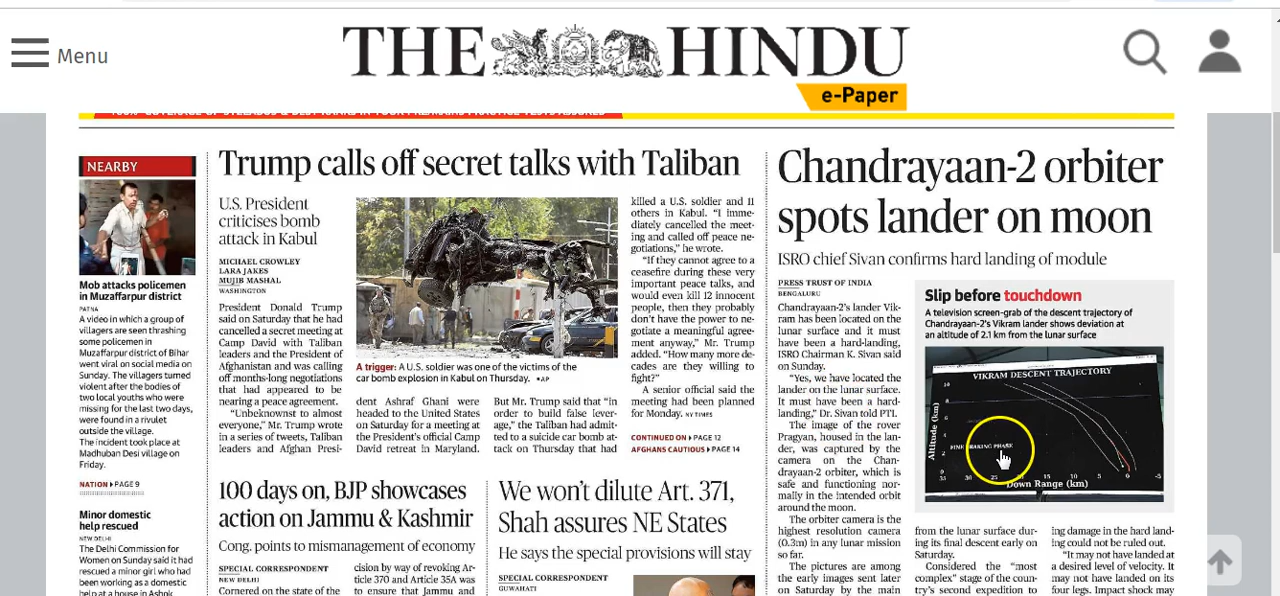 Menu
THE HINDU
e-Paper
NEARBY
Mob attacks policemen
in Muzaffarpur district
PATNA
A video in which a group of
villagers are seen thrashing
some policemen in
Muzaffarpur district of Bihar
went viral on social media on
Sunday. The villagers turned
violent after the bodies of
two local youths who were
missing for the last two days,
were found in a rivulet
outside the village.
The incident took place at
Madhuban Desi village on
Friday.
NATION PAGE 9
Minor domestic
help rescued
NEW DELHI
The Delhi Commission for
Women on Sunday said it had
rescued a minor girl who had
been working as a domestic
help at a house in Ashok
Trump calls off secret talks with Taliban
U.S. President
criticises bomb
attack in Kabul
MICHAEL CROWLEY
LARA JAKES
MUJIB MASHAL
WASHINGTON
President Donald Trump
said on Saturday that he had
cancelled a secret meeting at
Camp David with Taliban
leaders and the President of
Afghanistan and was calling
off months-long negotiations
that had appeared to be
nearing a peace agreement.
"Unbeknownst to almost
everyone," Mr. Trump wrote
in a series of tweets, Taliban
leaders and Afghan Presi-
A trigger: A U.S. soldier was one of the victims of the
car bomb explosion in Kabul on Thursday. •AP
dent Ashraf Ghani were
headed to the United States
on Saturday for a meeting at
the President's official Camp
David retreat in Maryland.
But Mr. Trump said that "in
order to build false lever-
age," the Taliban had admit-
ted to a suicide car bomb at-
tack on Thursday that had
killed a U.S. soldier and 11
others in Kabul. "I imme-
diately cancelled the meet-
ing and called off peace ne-
gotiations," he wrote.
"If they cannot agree to a
ceasefire during these very
important peace talks, and
would even kill 12 innocent
people, then they probably
don't have the power to ne-
gotiate a meaningful agree-
ment anyway," Mr. Trump
added. "How many more de-
cades are they willing to
fight?"
A senior official said the
meeting had been planned
for Monday. NY TIMES
CONTINUED ON PAGE 12
AFGHANS CAUTIOUS PAGE 14
100 days on, BJP showcases
action on Jammu & Kashmir
Cong. points to mismanagement of economy
SPECIAL CORRESPONDENT
NEW DELHI
Cornered on the state of the
cision by way of revoking Ar-
ticle 370 and Article 35A was
to ensure that Jammu and
We won't dilute Art. 371,
Shah assures NE States
He says the special provisions will stay
SPECIAL CORRESPONDENT
GUWAHATI
Chandrayaan-2 orbiter
spots lander on moon
ISRO chief Sivan confirms hard landing of module
PRESS TRUST OF INDIA
BENGALURU
Chandrayaan-2's lander Vik-
ram has been located on the
lunar surface and it must
have been a hard-landing,
ISRO Chairman K. Sivan said
on Sunday.
"Yes, we have located the
lander on the lunar surface.
It must have been a hard-
landing," Dr. Sivan told PTI.
The image of the rover
Pragyan, housed in the lan-
der, was captured by the
camera on the Chan-
drayaan-2 orbiter, which is
safe and functioning nor-
mally in the intended orbit
around the moon.
The orbiter camera is the
highest resolution camera
(0.3m) in any lunar mission
so far.
The pictures are among
the early images sent later
on Saturday by the main
Slip before touchdown
A television screen-grab of the descent trajectory of
Chandrayaan-2's Vikram lander shows deviation at
an altitude of 2.1 km from the lunar surface
VIKRAM DESCENT TRAJECTORY
Altitude (km)
Down Range (km)
from the lunar surface dur-
ing its final descent early on
Saturday.
Considered the "most
complex" stage of the coun-
try's second expedition to
ing damage in the hard land-
ing could not be ruled out.
"It may not have landed at
a desired level of velocity. It
may not have landed on its
four legs. Impact shock may